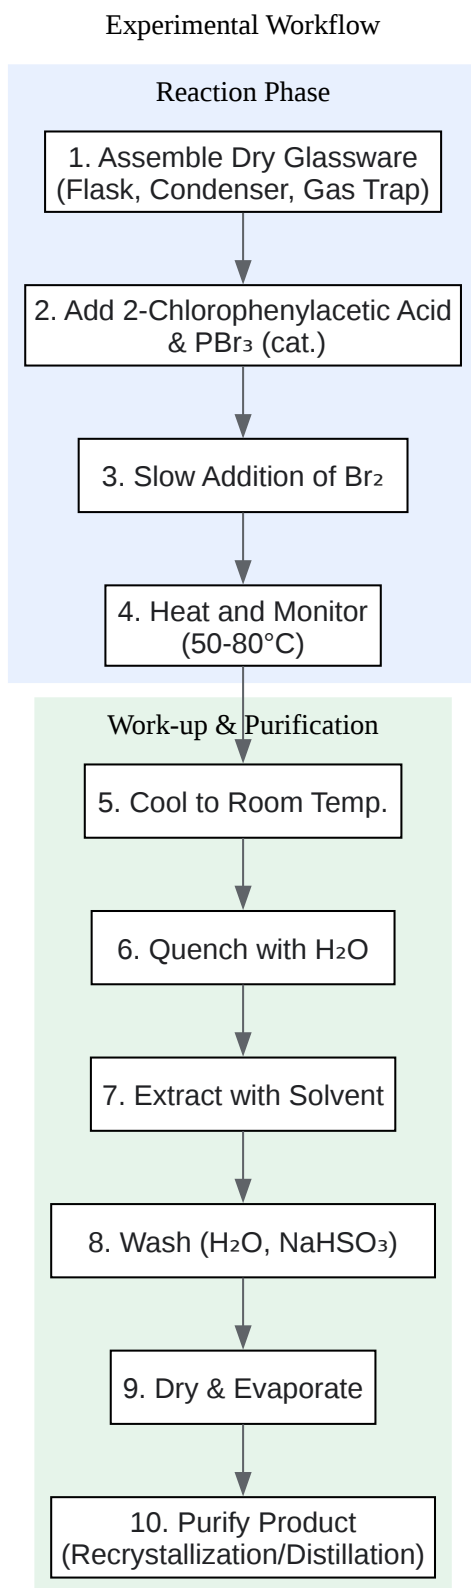 Experimental Workflow
Reaction Phase
1. Assemble Dry Glassware
(Flask, Condenser, Gas Trap)
2. Add 2-Chlorophenylacetic Acid
& PBr₃ (cat.)
3. Slow Addition of Br₂
4. Heat and Monitor
(50-80°C)
Work-up & Purification
5. Cool to Room Temp.
6. Quench with H₂O
7. Extract with Solvent
8. Wash (H₂O, NaHSO₃)
9. Dry & Evaporate
10. Purify Product
(Recrystallization/Distillation)